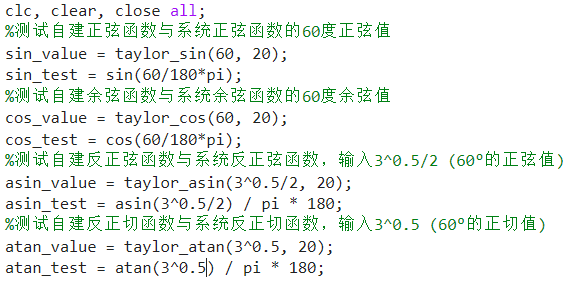 clc, clear, close all;
%测试自建正弦函数与系统正弦函数的60度正弦值
sin_value = taylor_sin(60, 20);
sin_test = sin(60/180*pi);
%测试自建余弦函数与系统余弦函数的60度余弦值
cos_value = taylor_cos(60, 20);
cos_test = cos(60/180*pi);
%测试自建反正弦函数与系统反正弦函数，输入3^0.5/2 (60º的正弦值)
asin_value = taylor_asin(3^0.5/2, 20);
asin_test = asin(3^0.5/2) / pi * 180;
%测试自建反正切函数与系统反正切函数，输入3^0.5 (60º的正切值)
atan_value = taylor_atan(3^0.5, 20);
atan_test = atan(3^0.5) / pi * 180;